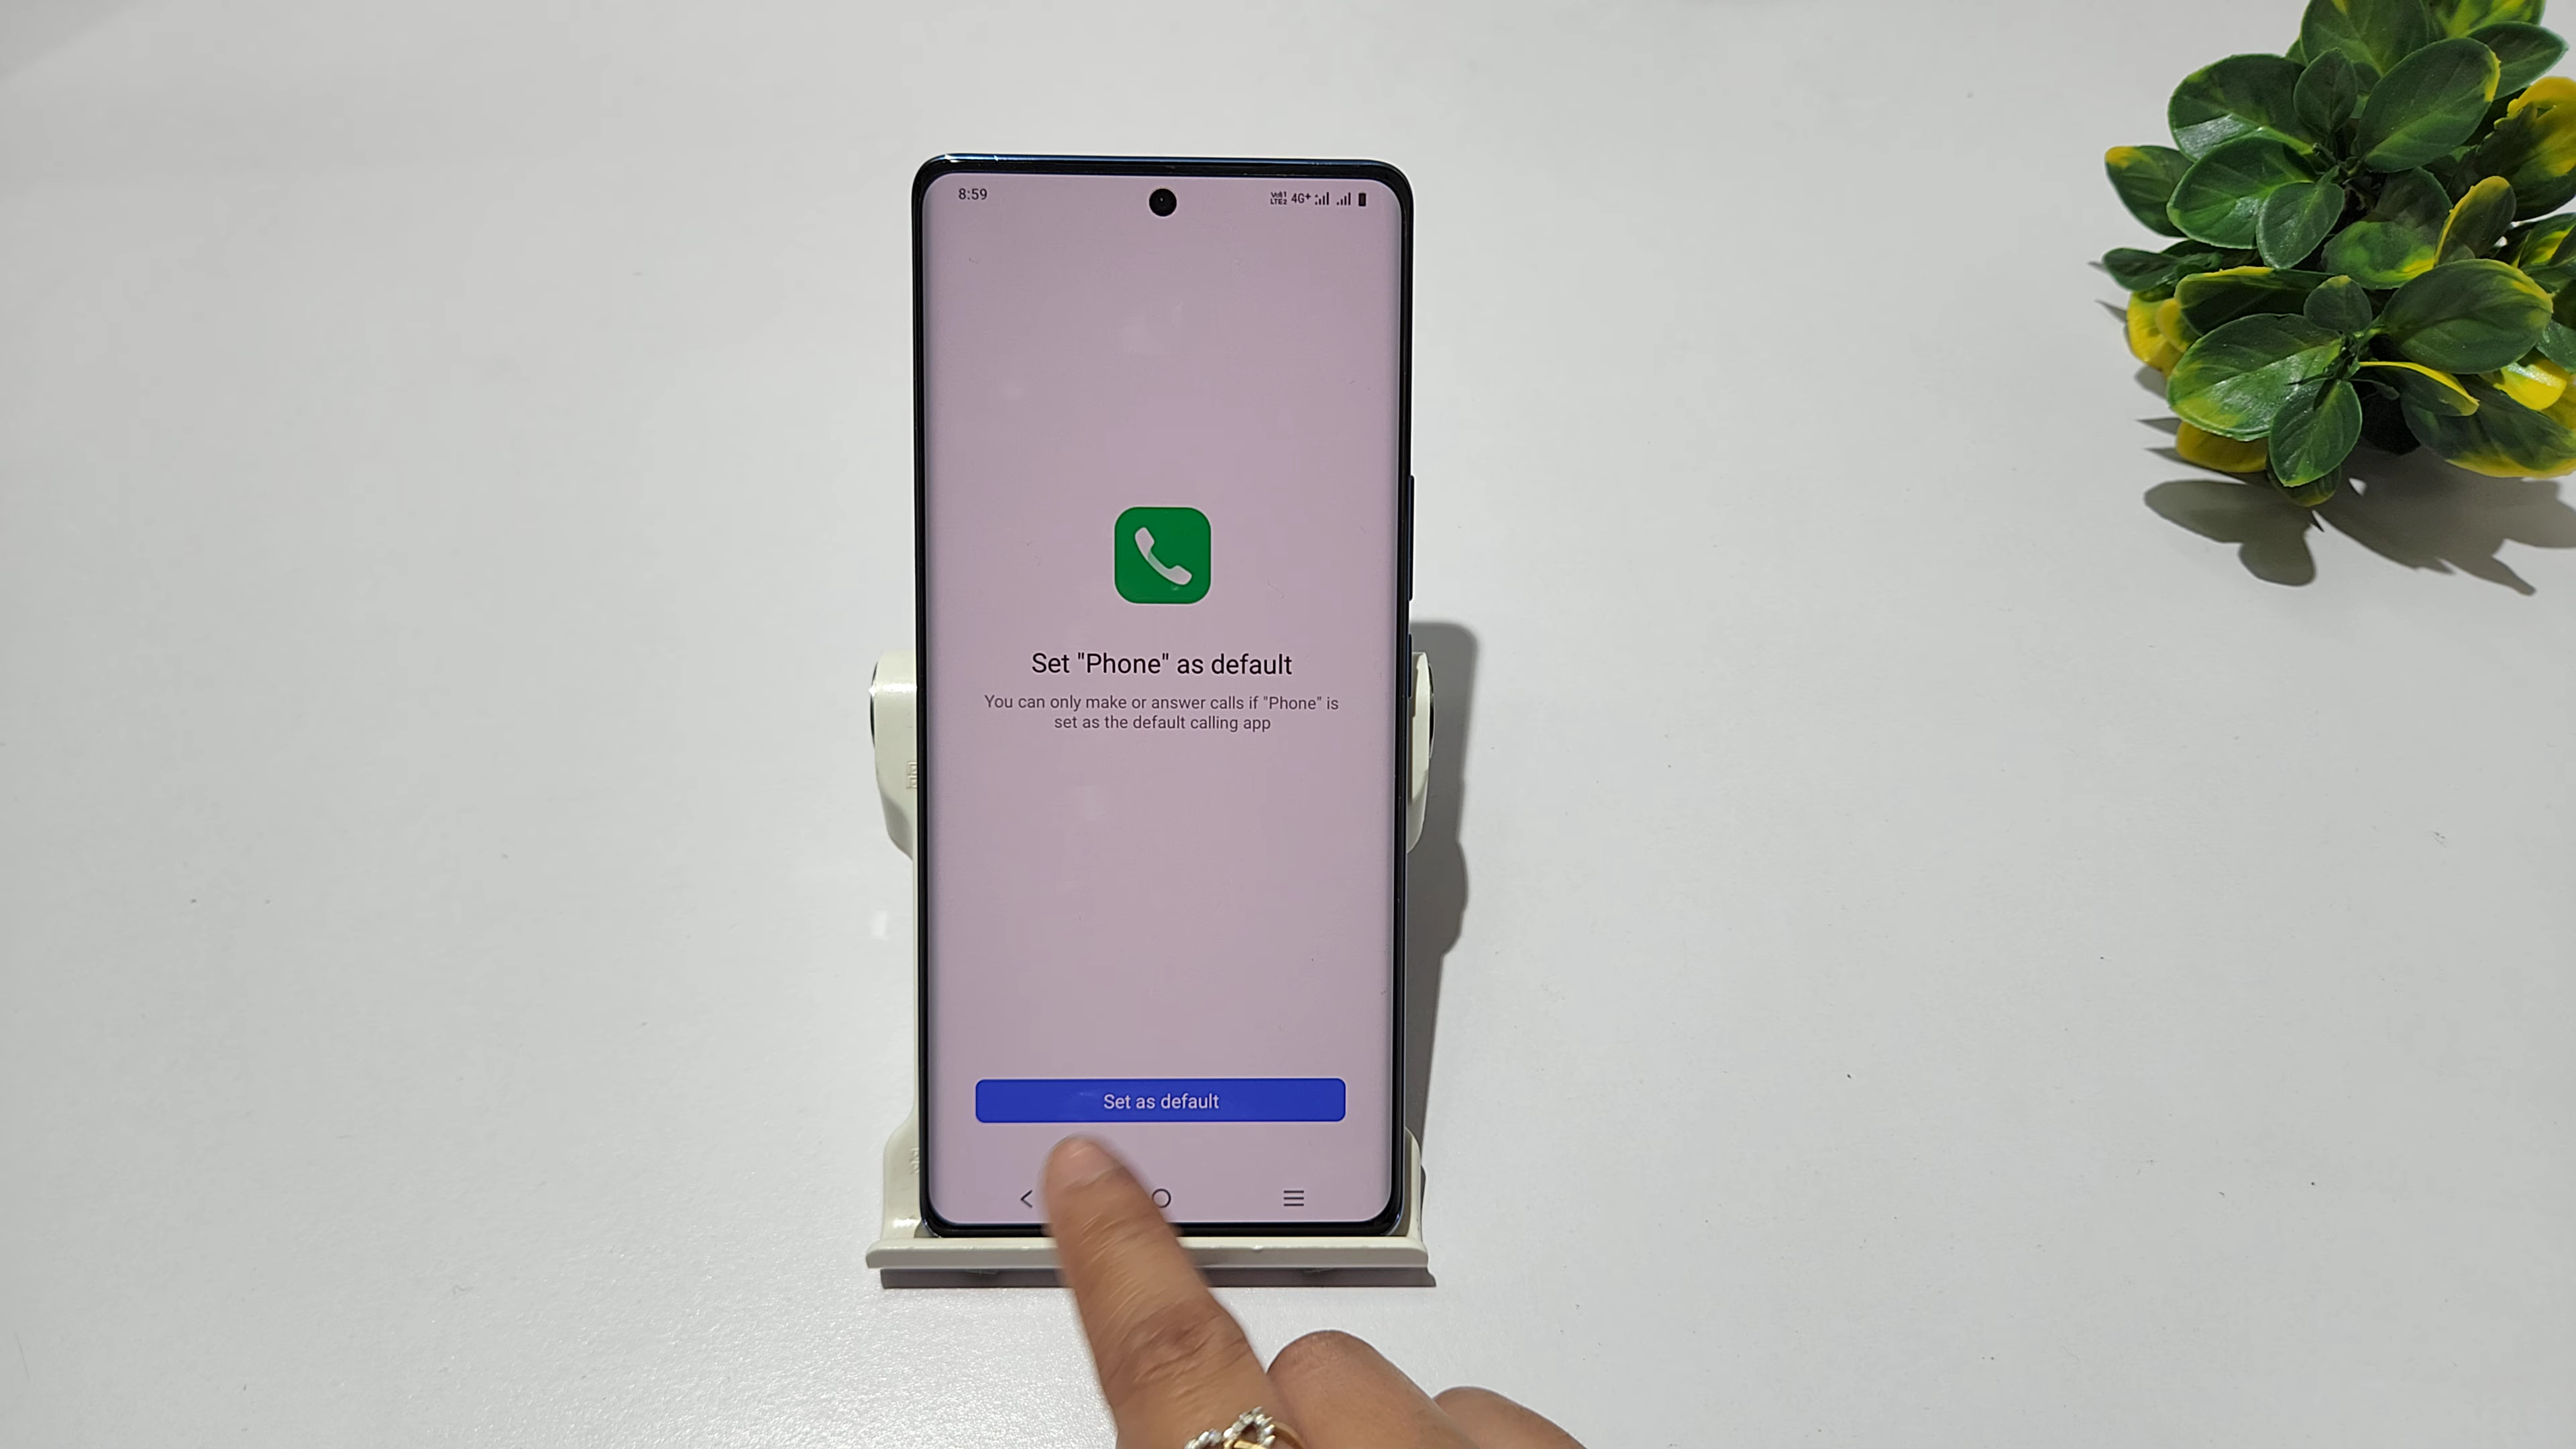 8:59
4G+
Set "Phone" as default
You can only make or answer calls if "Phone" is
set as the default calling app
Set as default